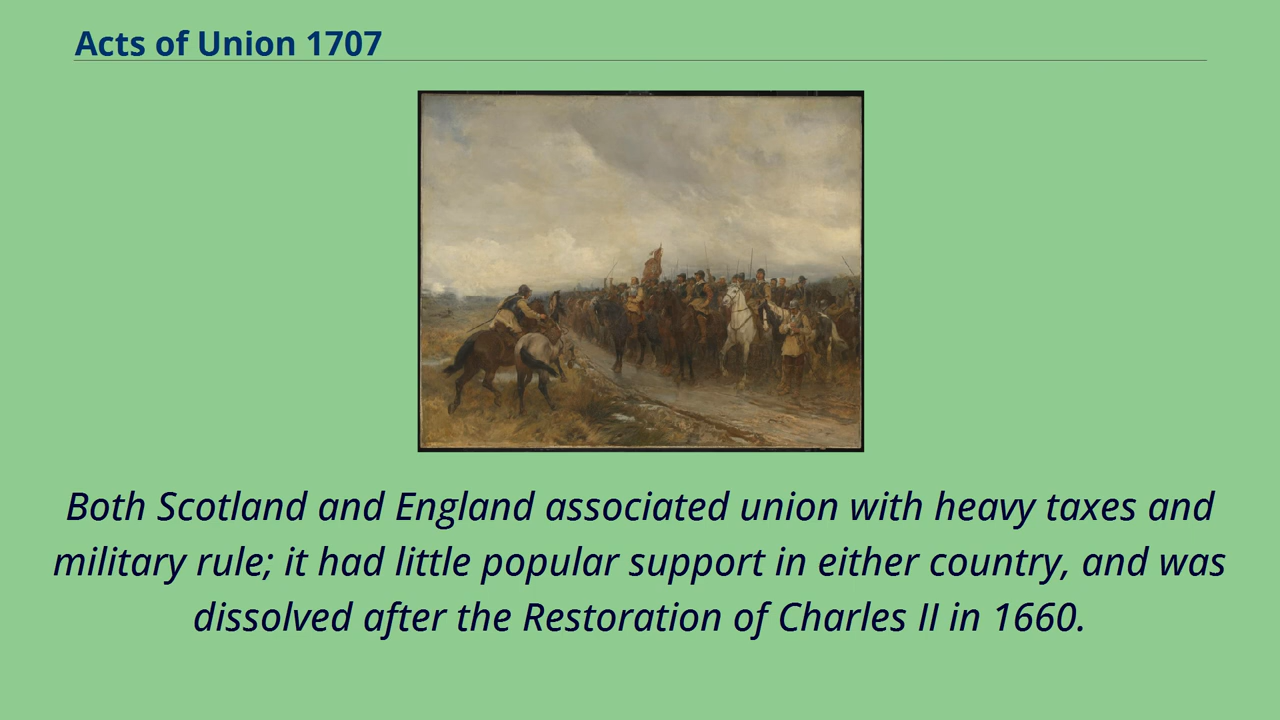 Acts of Union 1707
Both Scotland and England associated union with heavy taxes and
military rule; it had little popular support in either country, and was
dissolved after the Restoration of Charles II in 1660.